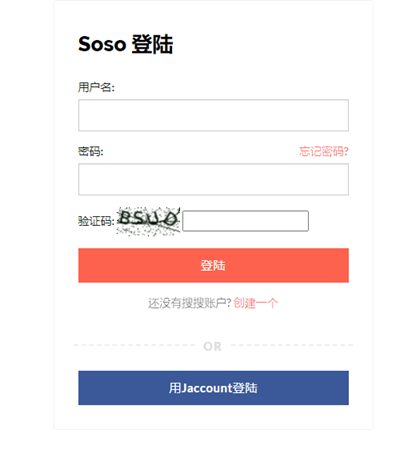 Soso 登陆
用户名:
密码: 忘记密码?
验证码: BSUO
登陆
还没有搜搜账户? 创建一个
OR
用Jaccount登陆